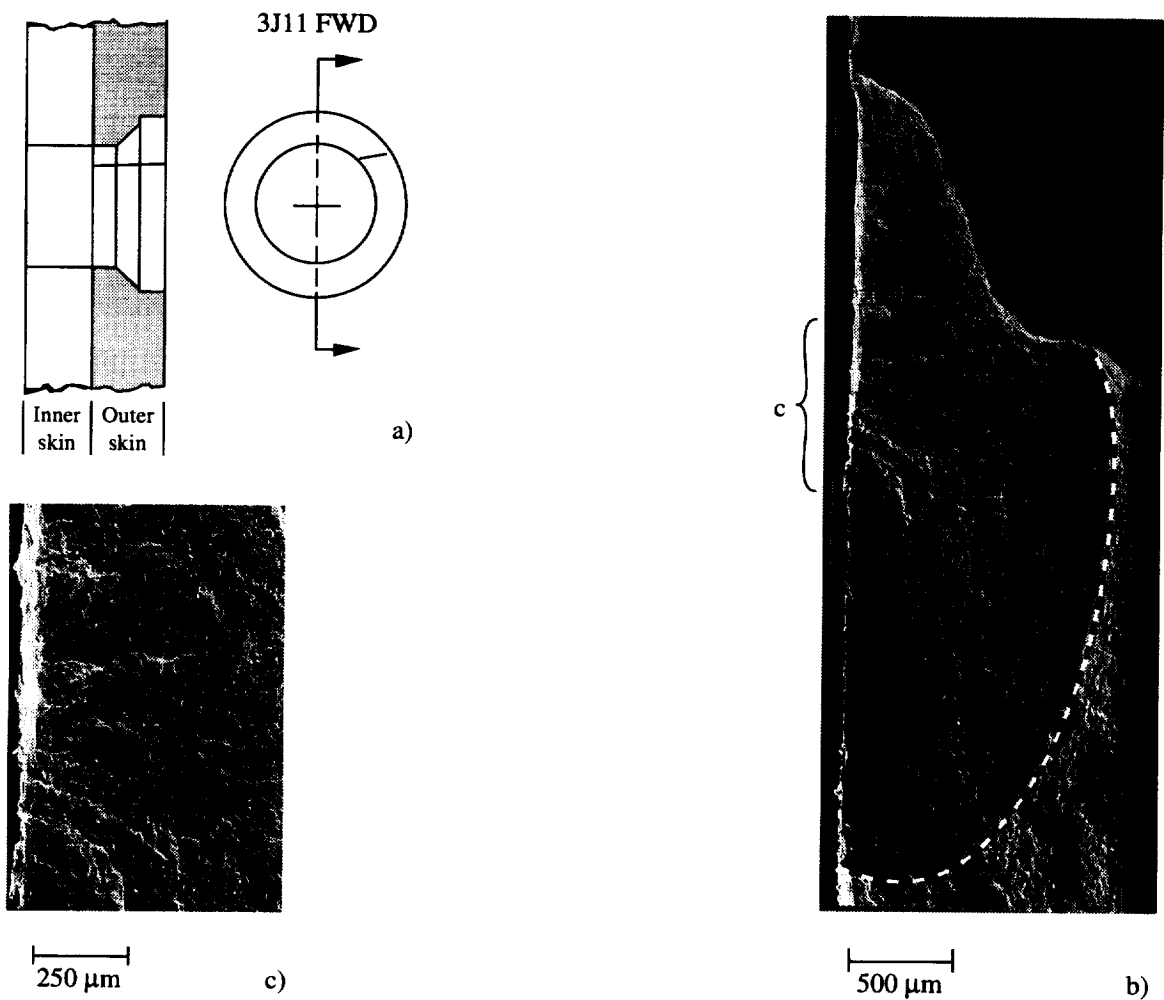 3J11 FWD
Inner skin
Outer skin
a)
c
250 μm
c)
500 μm
b)